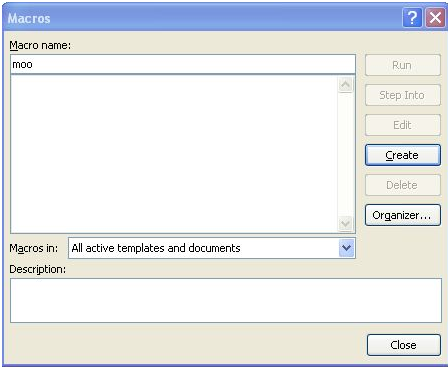 Macros
Macro name:
moo
Run
Step Into
Edit
Create
Delete
Organizer...
Macros in: All active templates and documents
Description:
Close